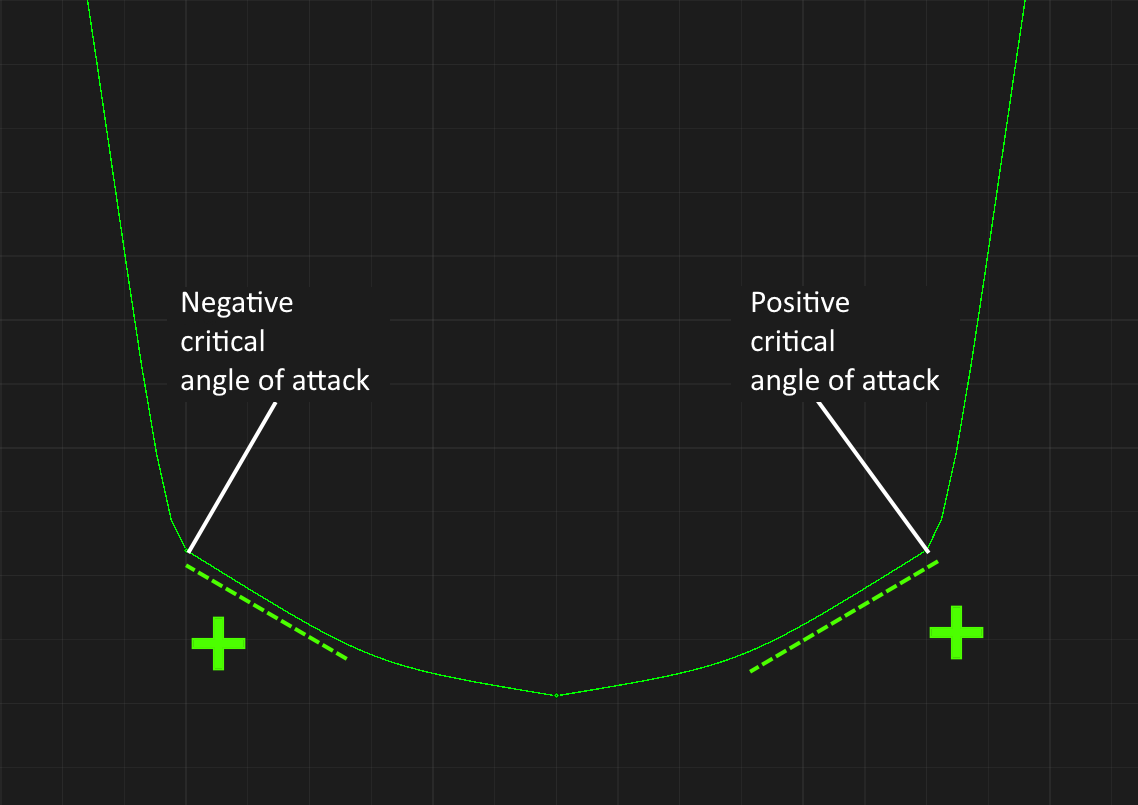 Negative
critical
angle of attack
Positive
critical
angle of attack